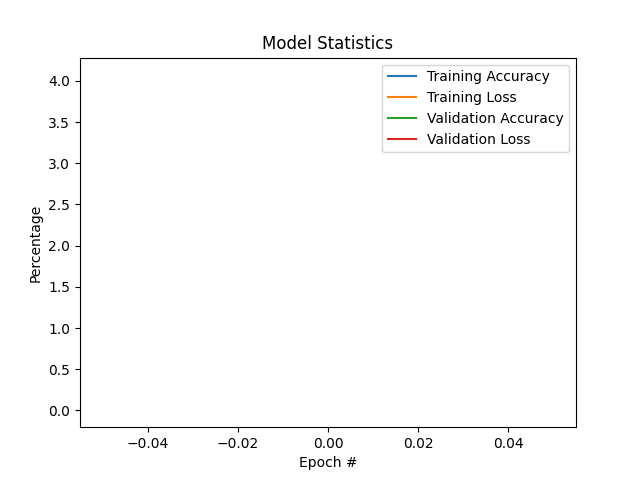 Model Statistics
Training Accuracy
Training Loss
Validation Accuracy
Validation Loss
4.0
3.5
3.0
2.5
2.0
1.5
1.0
0.5
0.0
Percentage
−0.04 −0.02 0.00 0.02 0.04
Epoch #